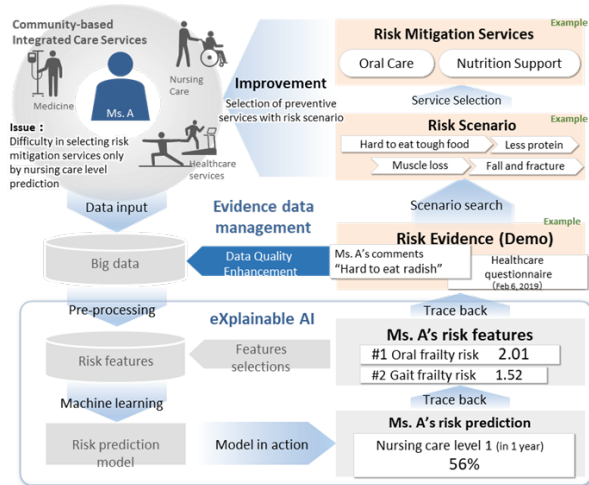 Community-based
Integrated Care Services
Nursing
Care
Medicine
Ms. A
Issue：
Difficulty in selecting risk
mitigation services only
by nursing care level
prediction
Healthcare
services
Improvement
Selection of preventive
services with risk scenario
Example
Risk Mitigation Services
Oral Care
Nutrition Support
Service Selection
Example
Risk Scenario
Hard to eat tough food
Less protein
Muscle loss
Fall and fracture
Scenario search
Data input
Evidence data
management
Example
Risk Evidence (Demo)
Big data
Data Quality
Enhancement
Ms. A's comments
“Hard to eat radish”
Healthcare
questionnaire
(Feb 6, 2019)
Trace back
Pre-processing
eXplainable AI
Risk features
Features
selections
Ms. A's risk features
#1 Oral frailty risk 2.01
#2 Gait frailty risk 1.52
Trace back
Machine learning
Risk prediction
model
Model in action
Ms. A's risk prediction
Nursing care level 1 (in 1 year)
56%